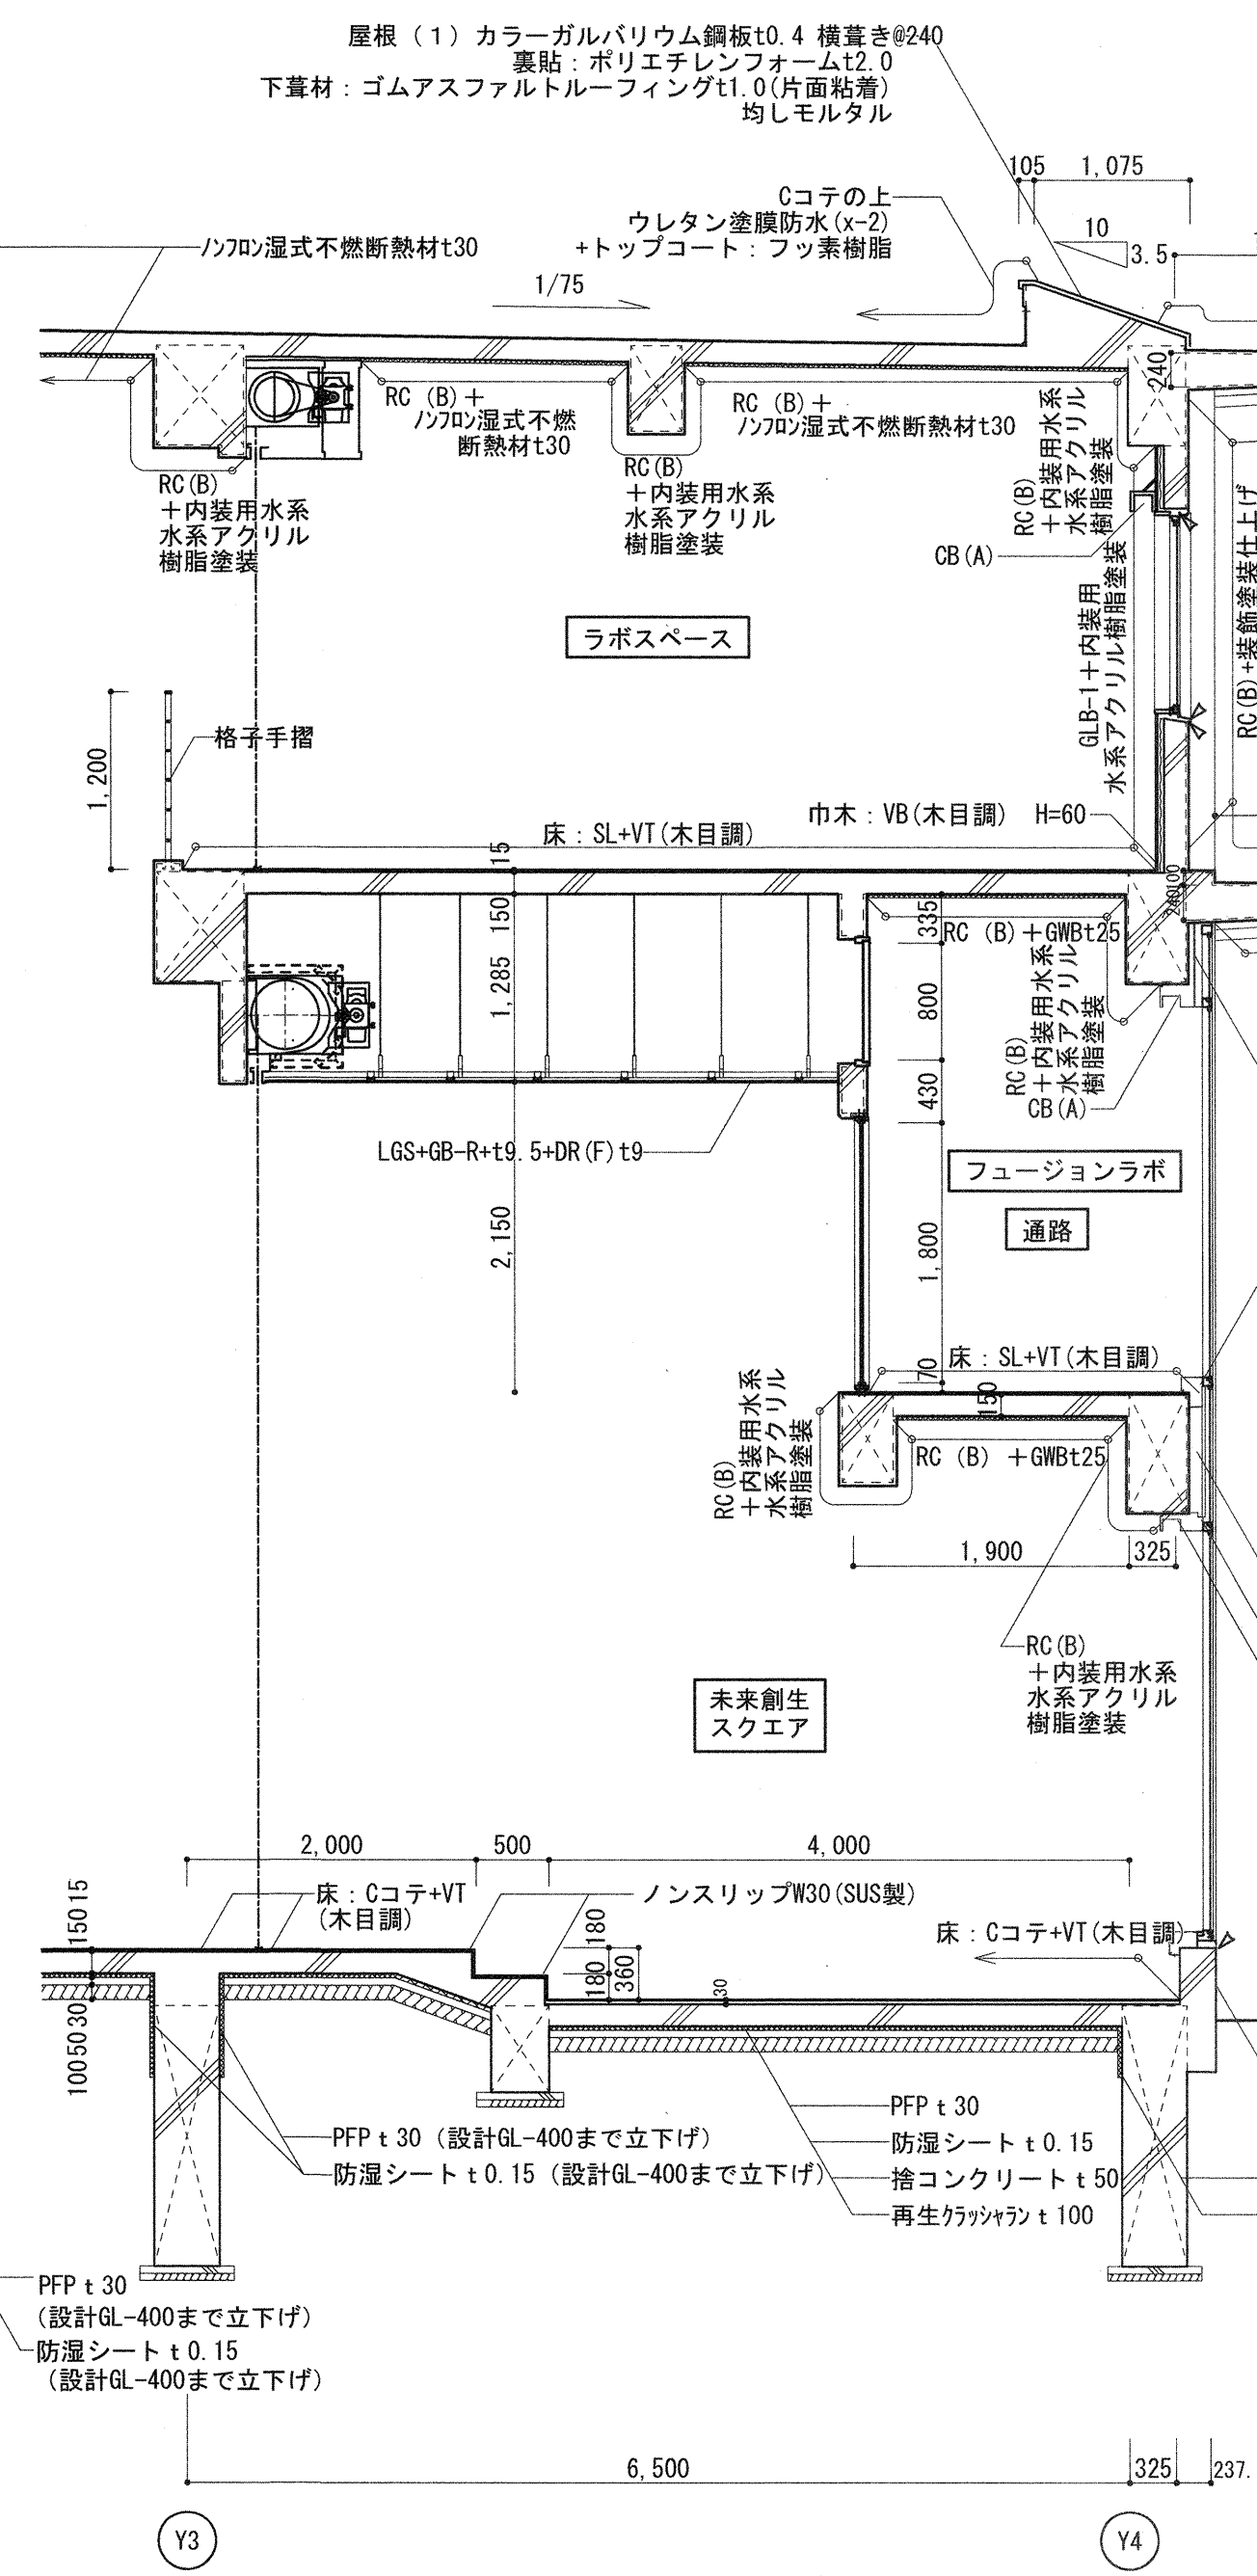 屋根（１）カラーガルバリウム鋼板t0.4 横葺き@240
裏貼：ポリエチレンフォームt2.0
下葺材：ゴムアスファルトルーフィングt1.0(片面粘着)
均しモルタル
105 1,075
Cコテの上
ウレタン塗膜防水(x-2)
+トップコート：フッ素樹脂
10
3.5
ﾉﾝﾌﾛﾝ湿式不燃断熱材t30
1/75
240
RC (B)＋
ﾉﾝﾌﾛﾝ湿式不燃
断熱材t30
RC (B)＋
ﾉﾝﾌﾛﾝ湿式不燃断熱材t30
RC(B)
＋内装用水系
水系アクリル
樹脂塗装
RC(B)
＋内装用水系
水系アクリル
樹脂塗装
RC(B)
＋内装用水系
水系アクリル
樹脂塗装
CB(A)
GLB-1＋内装用
水系アクリル樹脂塗装
RC(B)+装飾塗装仕上げ
ラボスペース
1,200
格子手摺
巾木：VB(木目調) H=60
床：SL+VT(木目調)
15
150
1,285
2,150
335
800
430
1,800
70
240 100
RC (B)＋GWBt25
RC(B)
＋内装用水系
水系アクリル
樹脂塗装
CB(A)
LGS+GB-R+t9.5+DR(F)t9
フュージョンラボ
通路
床：SL+VT(木目調)
150
RC(B)
＋内装用水系
水系アクリル
樹脂塗装
RC (B) ＋GWBt25
1,900 325
RC(B)
＋内装用水系
水系アクリル
樹脂塗装
未来創生
スクエア
2,000 500 4,000
床：Cコテ+VT
(木目調)
ノンスリップW30(SUS製)
床：Cコテ+VT(木目調)
15015
1005030
180
180
360
30
PFP t 30（設計GL-400まで立下げ）
防湿シート t 0.15（設計GL-400まで立下げ）
PFP t 30
防湿シート t 0.15
捨コンクリート t 50
再生ｸﾗｯｼｬﾗﾝ t 100
PFP t 30
(設計GL-400まで立下げ)
防湿シート t 0.15
(設計GL-400まで立下げ)
6,500 325 237.
Y3 Y4